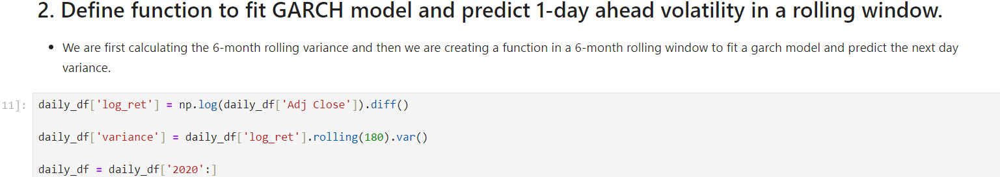 2. Define function to fit GARCH model and predict 1-day ahead volatility in a rolling window.
• We are first calculating the 6-month rolling variance and then we are creating a function in a 6-month rolling window to fit a garch model and predict the next day
variance.
11]: daily_df['log_ret'] = np.log(daily_df['Adj Close']).diff()
daily_df['variance'] = daily_df['log_ret'].rolling(180).var()
daily_df = daily_df['2020':]